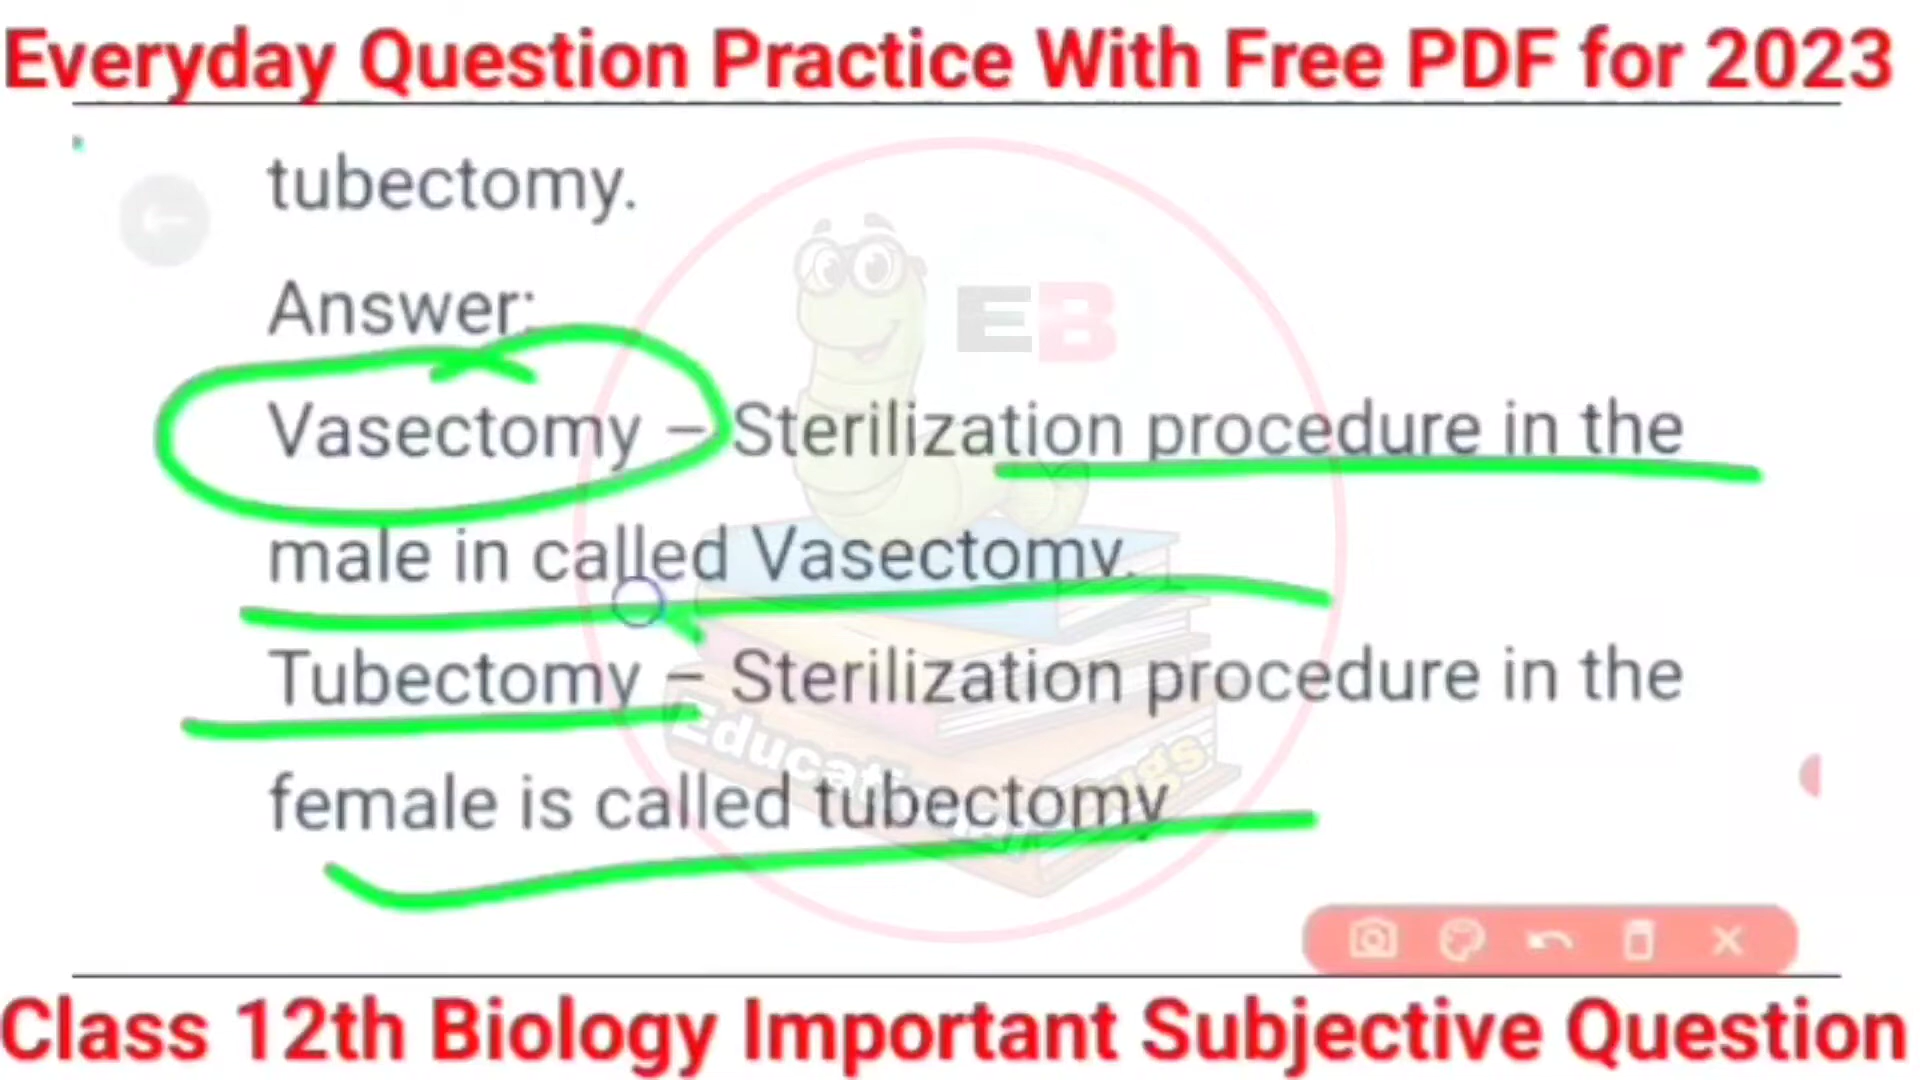 Everyday Question Practice With Free PDF for 2023
tubectomy.
Answer:
EB
Vasectomy – Sterilization procedure in the
male in called Vasectomy.
Tubectomy – Sterilization procedure in the
female is called tubectomy
Class 12th Biology Important Subjective Question